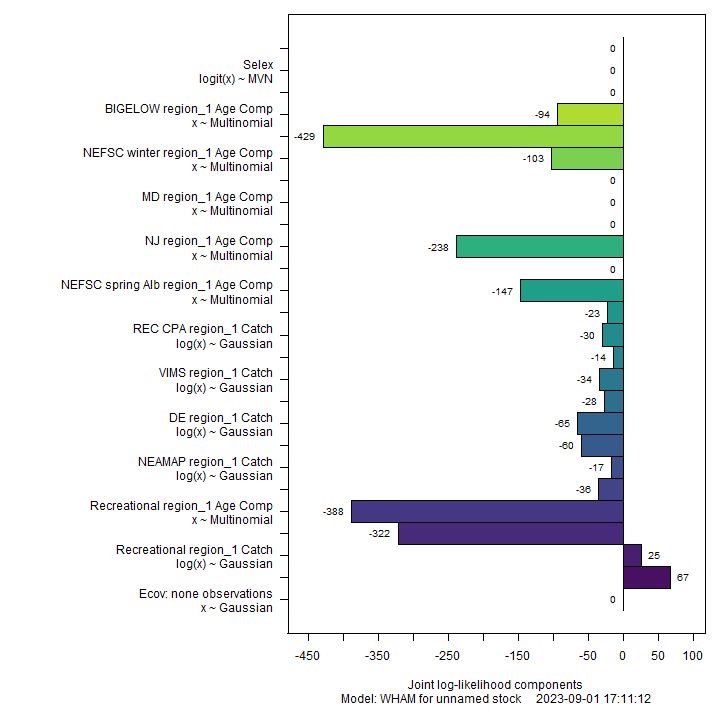 0
Selex
logit(x) ~ MVN
0
0
BIGELOW region_1 Age Comp
x ~ Multinomial
-94
-429
NEFSC winter region_1 Age Comp
x ~ Multinomial
-103
0
MD region_1 Age Comp
x ~ Multinomial
0
0
NJ region_1 Age Comp
x ~ Multinomial
-238
0
NEFSC spring Alb region_1 Age Comp
x ~ Multinomial
-147
-23
REC CPA region_1 Catch
log(x) ~ Gaussian
-30
-14
VIMS region_1 Catch
log(x) ~ Gaussian
-34
-28
DE region_1 Catch
log(x) ~ Gaussian
-65
-60
NEAMAP region_1 Catch
log(x) ~ Gaussian
-17
-36
Recreational region_1 Age Comp
x ~ Multinomial
-388
-322
Recreational region_1 Catch
log(x) ~ Gaussian
25
67
Ecov: none observations
x ~ Gaussian
0
-450 -350 -250 -150 -50 0 50 100
Joint log-likelihood components
Model: WHAM for unnamed stock 2023-09-01 17:11:12